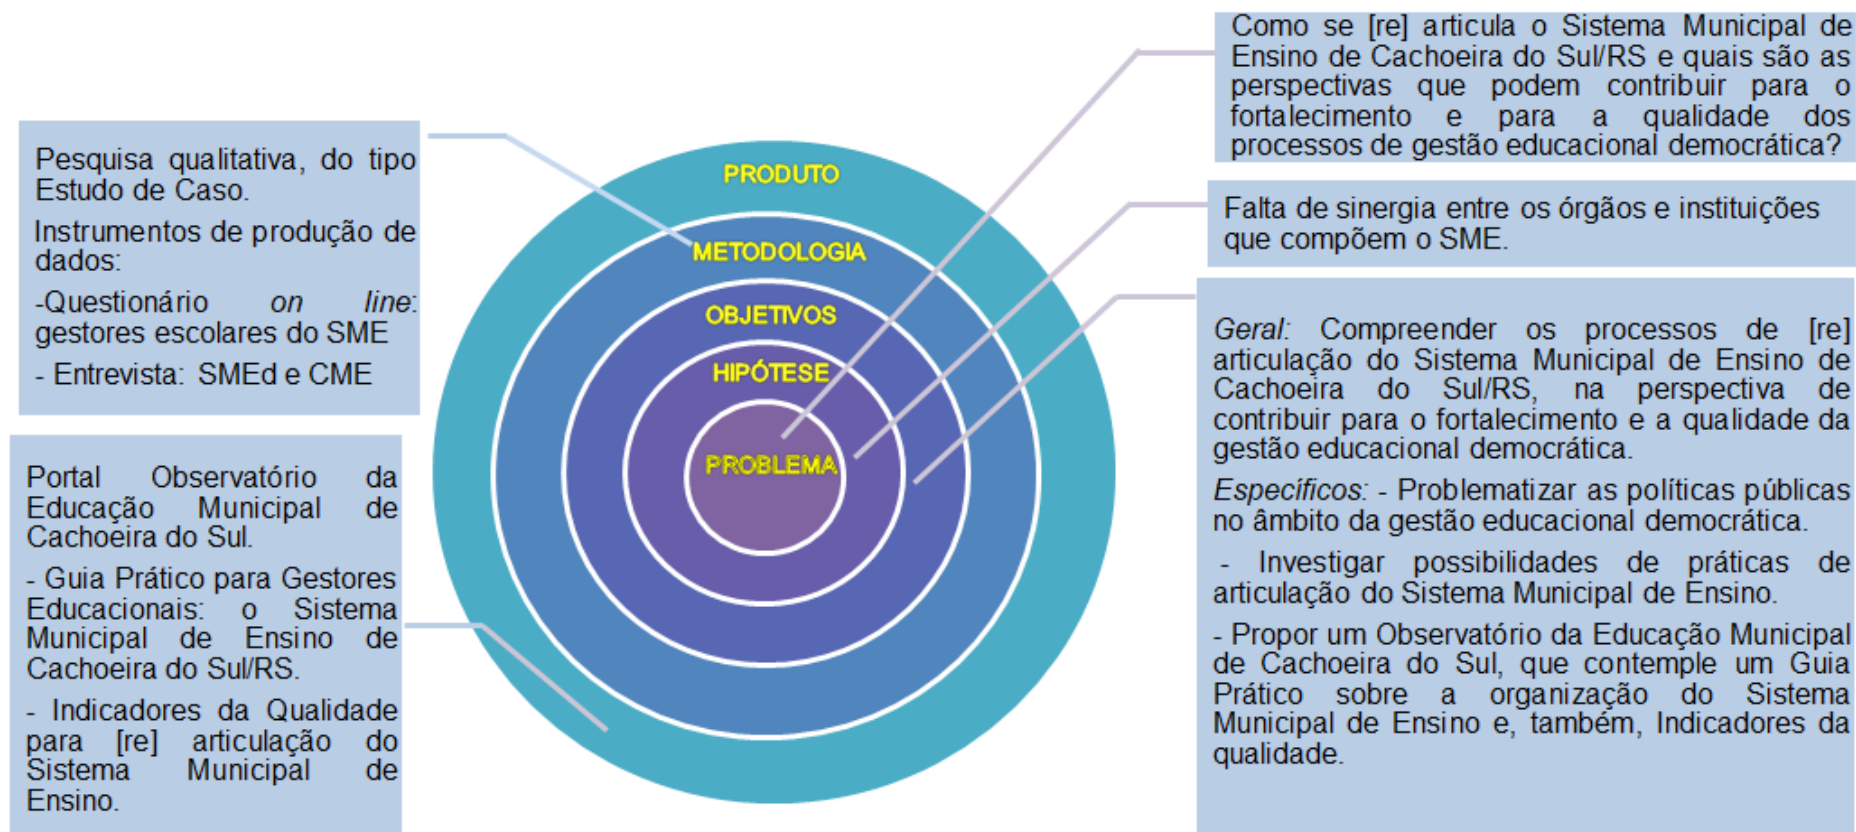 Pesquisa qualitativa, do tipo
Estudo de Caso.
Instrumentos de produção de
dados:
-Questionário on line:
gestores escolares do SME
- Entrevista: SMEd e CME
Portal Observatório da
Educação Municipal de
Cachoeira do Sul.
- Guia Prático para Gestores
Educacionais: o Sistema
Municipal de Ensino de
Cachoeira do Sul/RS.
- Indicadores da Qualidade
para [re] articulação do
Sistema Municipal de
Ensino.
PRODUTO
METODOLOGIA
OBJETIVOS
HIPÓTESE
PROBLEMA
Como se [re] articula o Sistema Municipal de
Ensino de Cachoeira do Sul/RS e quais são as
perspectivas que podem contribuir para o
fortalecimento e para a qualidade dos
processos de gestão educacional democrática?
Falta de sinergia entre os órgãos e instituições
que compõem o SME.
Geral: Compreender os processos de [re]
articulação do Sistema Municipal de Ensino de
Cachoeira do Sul/RS, na perspectiva de
contribuir para o fortalecimento e a qualidade da
gestão educacional democrática.
Específicos: - Problematizar as políticas públicas
no âmbito da gestão educacional democrática.
- Investigar possibilidades de práticas de
articulação do Sistema Municipal de Ensino.
- Propor um Observatório da Educação Municipal
de Cachoeira do Sul, que contemple um Guia
Prático sobre a organização do Sistema
Municipal de Ensino e, também, Indicadores da
qualidade.